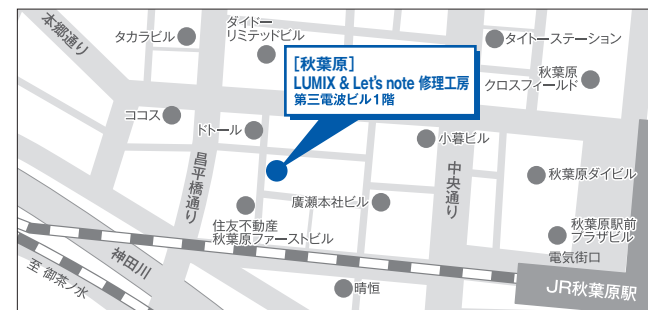 本郷通り
タカラビル
ダイドー
リミテッドビル
タイトーステーション
[秋葉原]
LUMIX & Let's note 修理工房
第三電波ビル1階
秋葉原
クロスフィールド
ココス
ドトール
小暮ビル
昌平橋通り
中央通り
秋葉原ダイビル
廣瀬本社ビル
住友不動産
秋葉原ファーストビル
秋葉原駅前
プラザビル
電気街口
神田川
至 御茶ノ水
晴恒
JR秋葉原駅